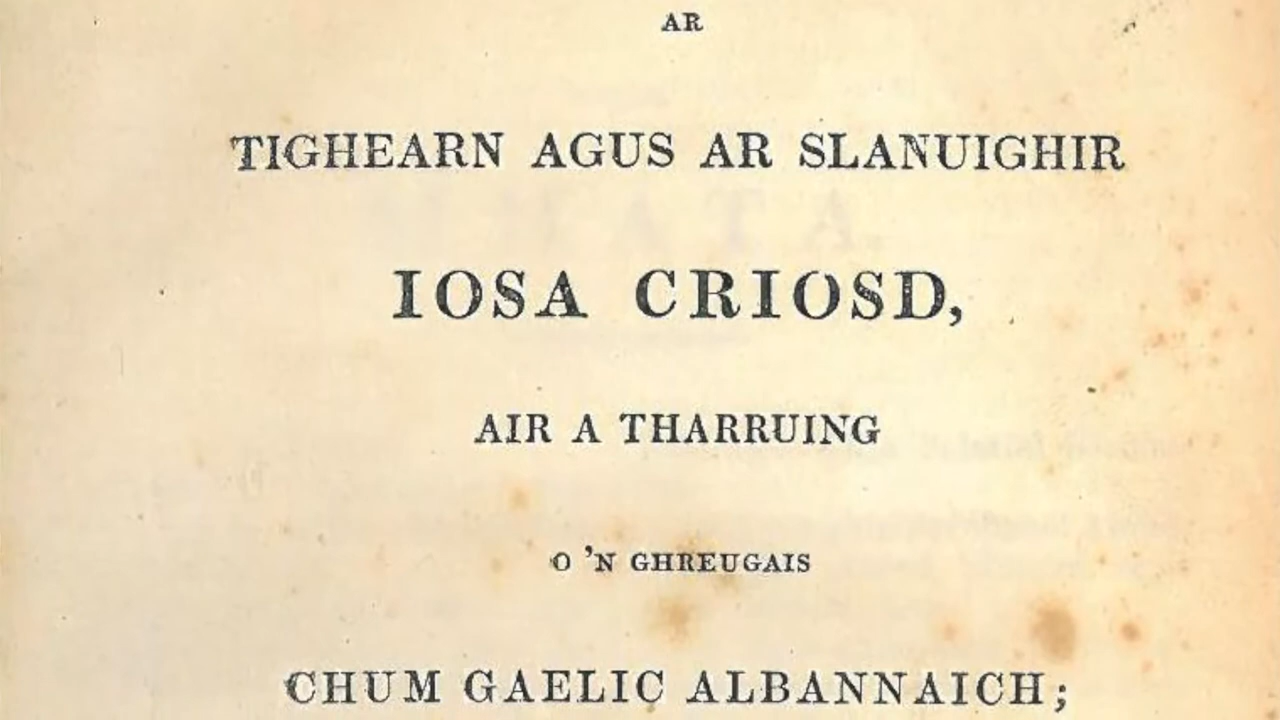 AR
TIGHEARN AGUS AR SLANUIGHIR
IOSA CRIOSD,
AIR A THARRUING
O 'N GHREUGAIS
CHUM GAELIC ALBANNAICH;